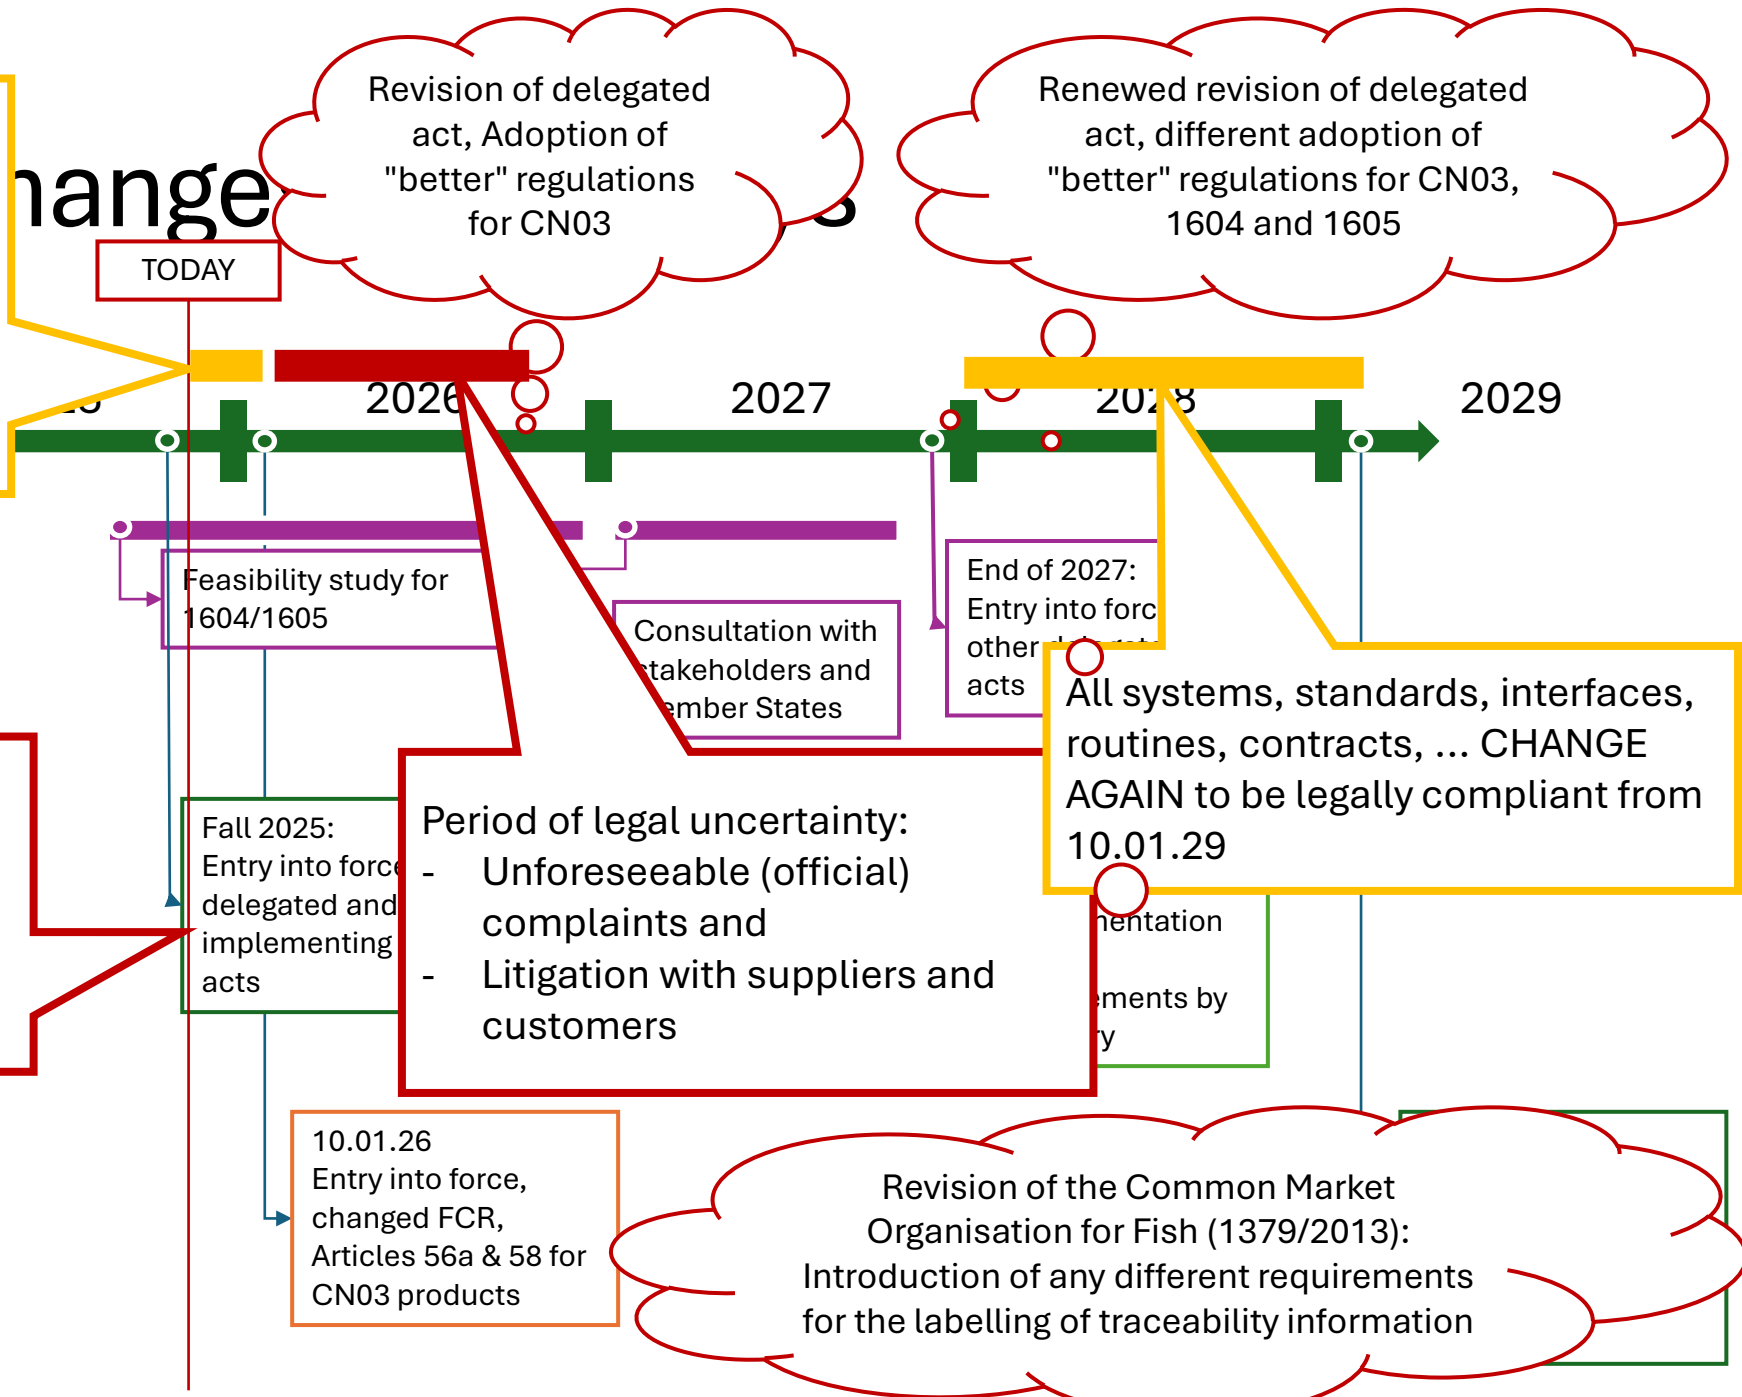 Revision of delegated
act, Adoption of
"better" regulations
for CN03
Renewed revision of delegated
act, different adoption of
"better" regulations for CN03,
1604 and 1605
TODAY
2026
2027
2028
2029
Feasibility study for
1604/1605
Consultation with
stakeholders and
Member States
End of 2027:
Entry into force
other delegated
acts
All systems, standards, interfaces,
routines, contracts, ... CHANGE
AGAIN to be legally compliant from
10.01.29
Period of legal uncertainty:
- Unforeseeable (official)
complaints and
- Litigation with suppliers and
customers
Fall 2025:
Entry into force
delegated and
implementing
acts
ements by
10.01.26
Entry into force,
changed FCR,
Articles 56a & 58 for
CN03 products
Revision of the Common Market
Organisation for Fish (1379/2013):
Introduction of any different requirements
for the labelling of traceability information